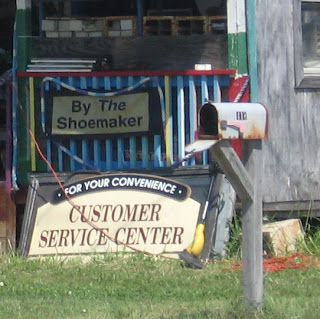 By The
Shoemaker
FOR YOUR CONVENIENCE
CUSTOMER
SERVICE CENTER